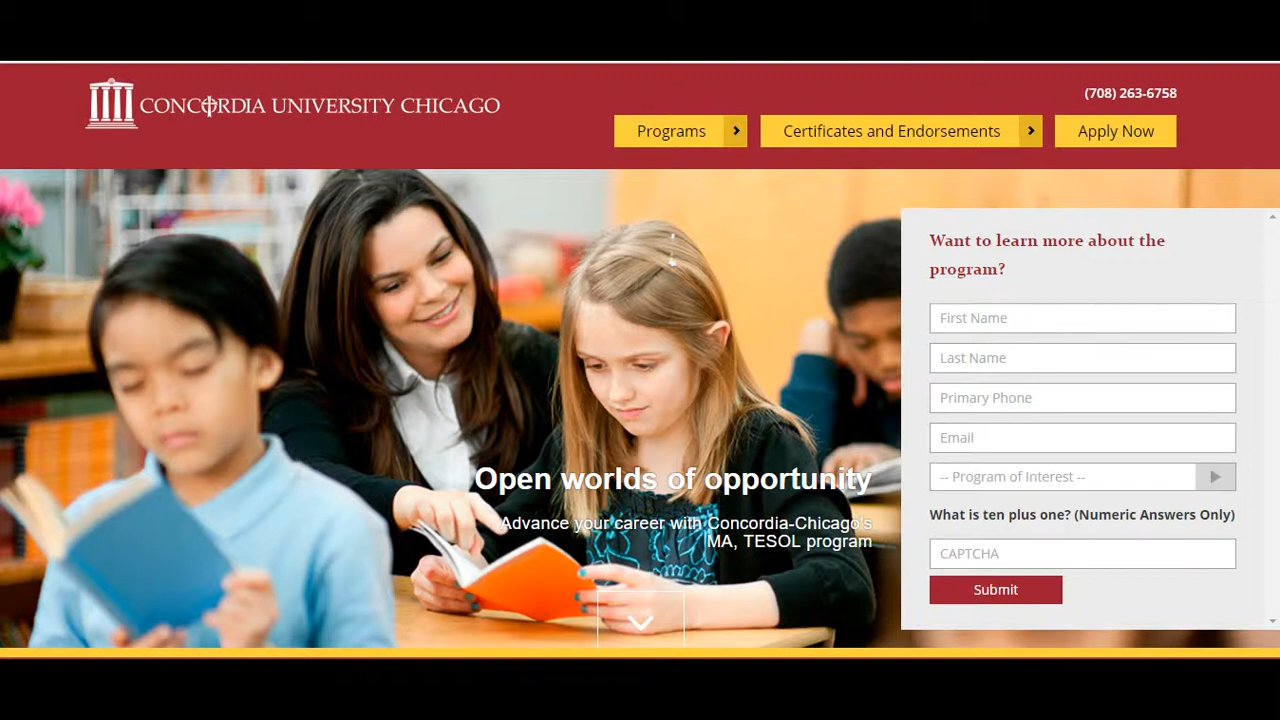 CONCORDIA UNIVERSITY CHICAGO
(708) 263-6758
Programs
Certificates and Endorsements
Apply Now
Want to learn more about the
program?
First Name
Last Name
Primary Phone
Email
-- Program of Interest --
What is ten plus one? (Numeric Answers Only)
CAPTCHA
Submit
Open worlds of opportunity
Advance your career with Concordia-Chicago's
MA, TESOL program